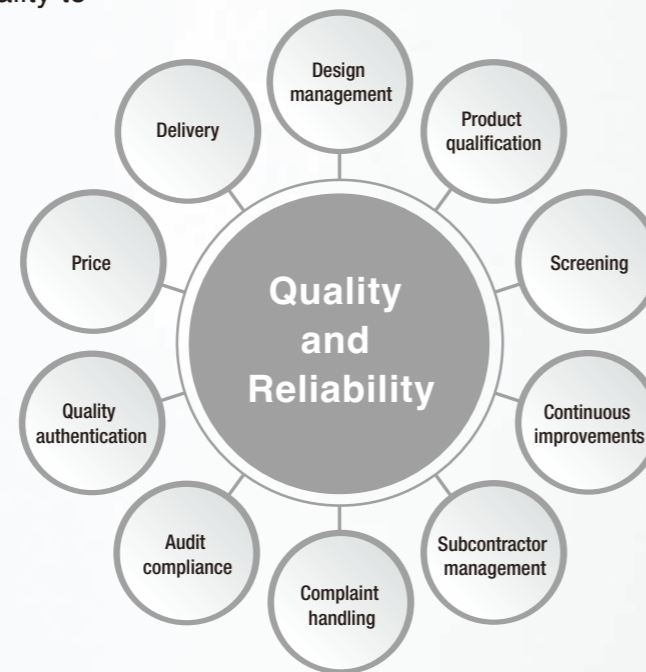 to
Design
management
Product
qualification
Screening
Continuous
improvements
Subcontractor
management
Complaint
handling
Audit
compliance
Quality
authentication
Price
Delivery
Quality
and
Reliability